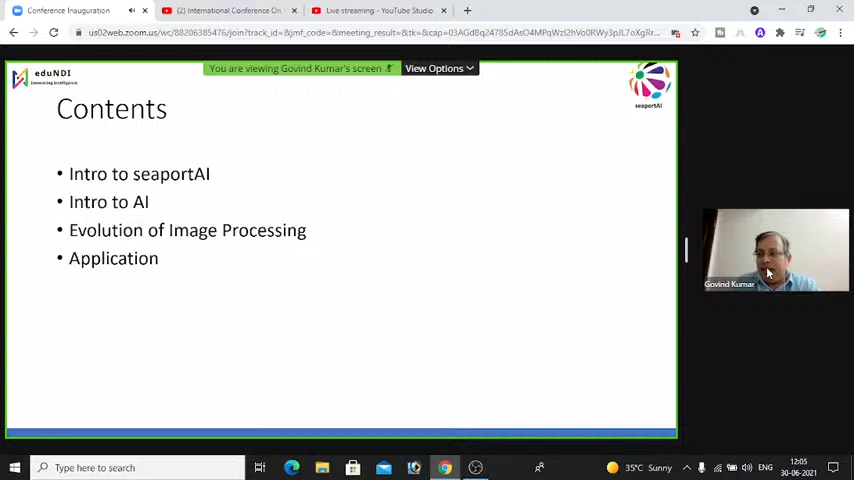 Conference Inauguration
(2) International Conference On
Live streaming - YouTube Studio
us02web.zoom.us/wc/88206385476/join?track_id=&jmf_code=&meeting_result=&tk=&cap=
eduNDI
You are viewing Govind Kumar's screen
View Options
seaportAI
Contents
• Intro to seaportAI
• Intro to AI
• Evolution of Image Processing
• Application
Govind Kumar
Type here to search
35°C Sunny
ENG
12:05
30-06-2021